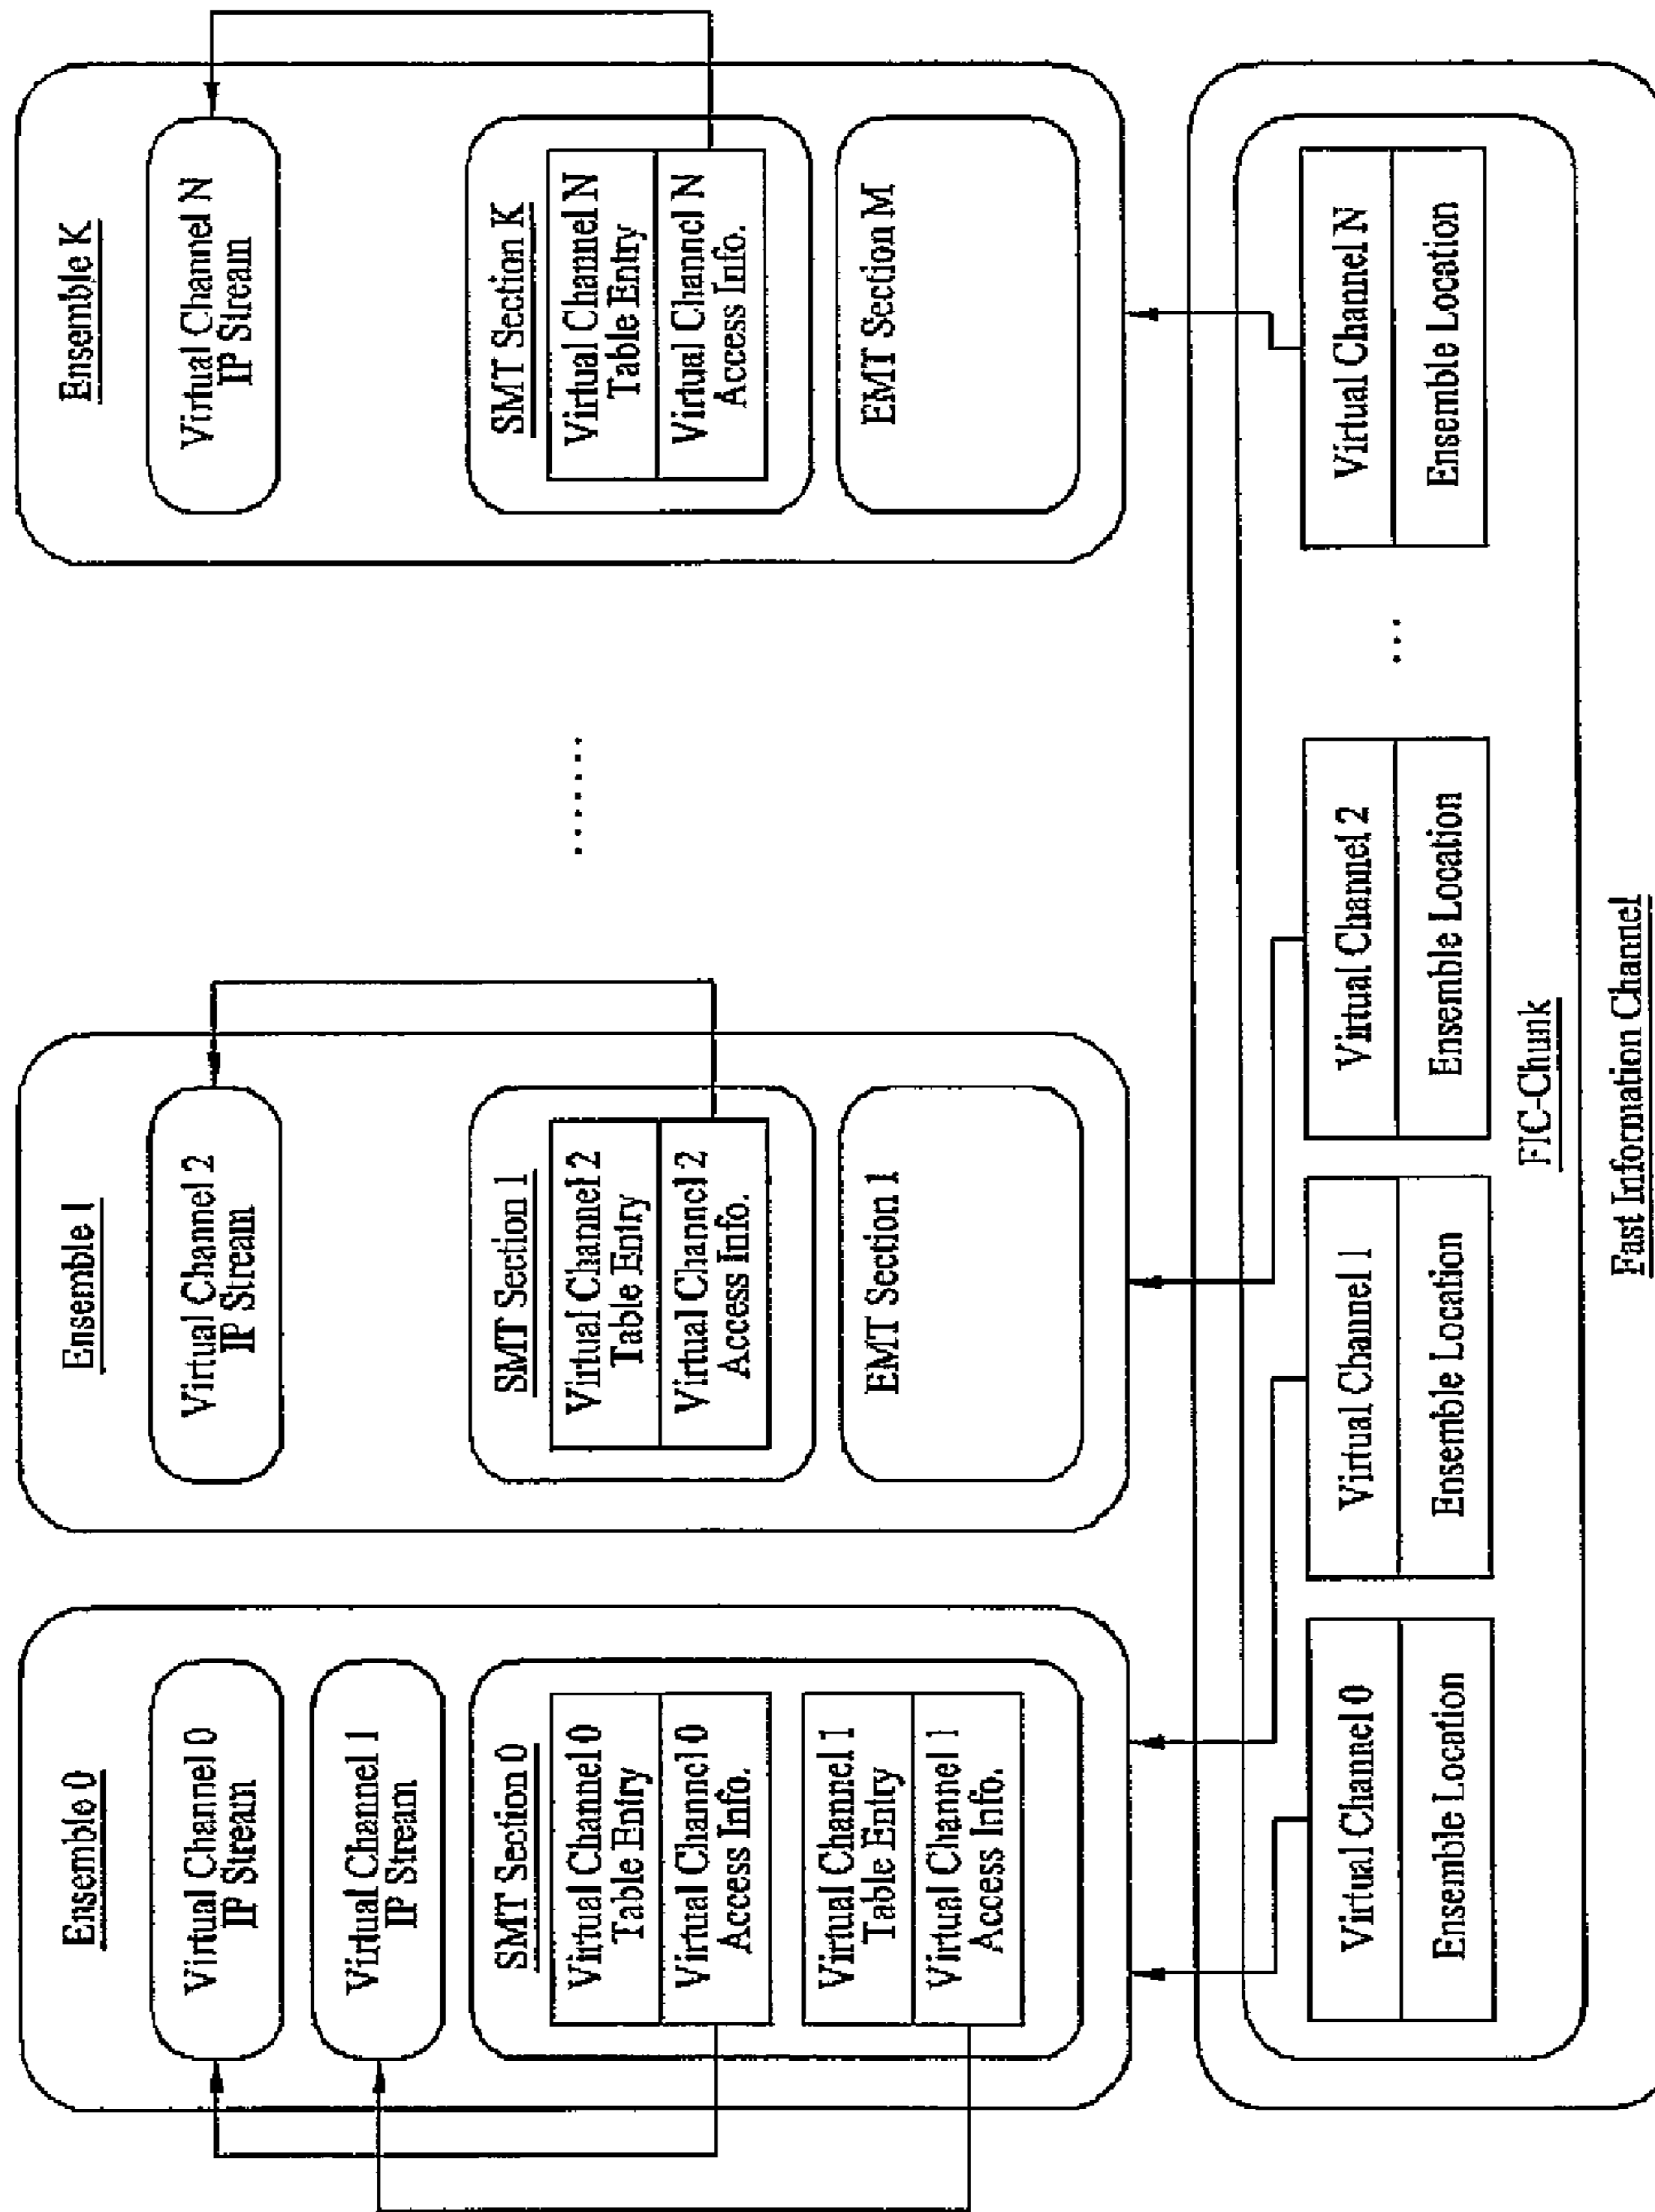 Ensemble 0
Virtual Channel 0
IP Stream
Virtual Channel 1
IP Stream
SMT Section 0
Virtual Channel 0
Table Entry
Virtual Channel 0
Access Info.
Virtual Channel 1
Table Entry
Virtual Channel 1
Access Info.
Ensemble 1
Virtual Channel 2
IP Stream
SMT Section 1
Virtual Channel 2
Table Entry
Virtual Channel 2
Access Info.
EMT Section 1
.......
Ensemble K
Virtual Channel N
IP Stream
SMT Section K
Virtual Channel N
Table Entry
Virtual Channel N
Access Info.
EMT Section M
Virtual Channel 0
Ensemble Location
Virtual Channel 1
Ensemble Location
Virtual Channel 2
Ensemble Location
...
Virtual Channel N
Ensemble Location
FIC-Chunk
Fast Information Channel